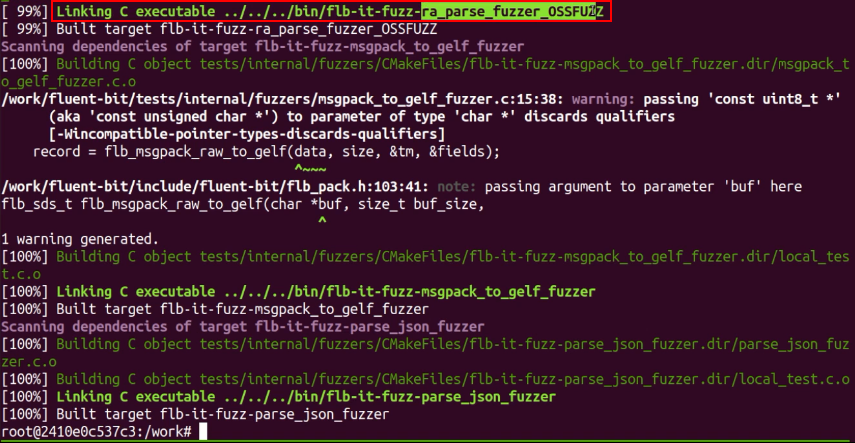 [ 99%] Linking C executable ../../../bin/flb-it-fuzz-ra_parse_fuzzer_OSSFUZZ
[ 99%] Built target flb-it-fuzz-ra_parse_fuzzer_OSSFUZZ
Scanning dependencies of target flb-it-fuzz-msgpack_to_gelf_fuzzer
[100%] Building C object tests/internal/fuzzers/CMakeFiles/flb-it-fuzz-msgpack_to_gelf_fuzzer.dir/msgpack_t
o_gelf_fuzzer.c.o
/work/fluent-bit/tests/internal/fuzzers/msgpack_to_gelf_fuzzer.c:15:38: warning: passing 'const uint8_t *'
      (aka 'const unsigned char *') to parameter of type 'char *' discards qualifiers
      [-Wincompatible-pointer-types-discards-qualifiers]
    record = flb_msgpack_raw_to_gelf(data, size, &tm, &fields);
                                     ^~~~
/work/fluent-bit/include/fluent-bit/flb_pack.h:103:41: note: passing argument to parameter 'buf' here
flb_sds_t flb_msgpack_raw_to_gelf(char *buf, size_t buf_size,
                                        ^
1 warning generated.
[100%] Building C object tests/internal/fuzzers/CMakeFiles/flb-it-fuzz-msgpack_to_gelf_fuzzer.dir/local_tes
t.c.o
[100%] Linking C executable ../../../bin/flb-it-fuzz-msgpack_to_gelf_fuzzer
[100%] Built target flb-it-fuzz-msgpack_to_gelf_fuzzer
Scanning dependencies of target flb-it-fuzz-parse_json_fuzzer
[100%] Building C object tests/internal/fuzzers/CMakeFiles/flb-it-fuzz-parse_json_fuzzer.dir/parse_json_fuz
zer.c.o
[100%] Building C object tests/internal/fuzzers/CMakeFiles/flb-it-fuzz-parse_json_fuzzer.dir/local_test.c.o
[100%] Linking C executable ../../../bin/flb-it-fuzz-parse_json_fuzzer
[100%] Built target flb-it-fuzz-parse_json_fuzzer
root@2410e0c537c3:/work#